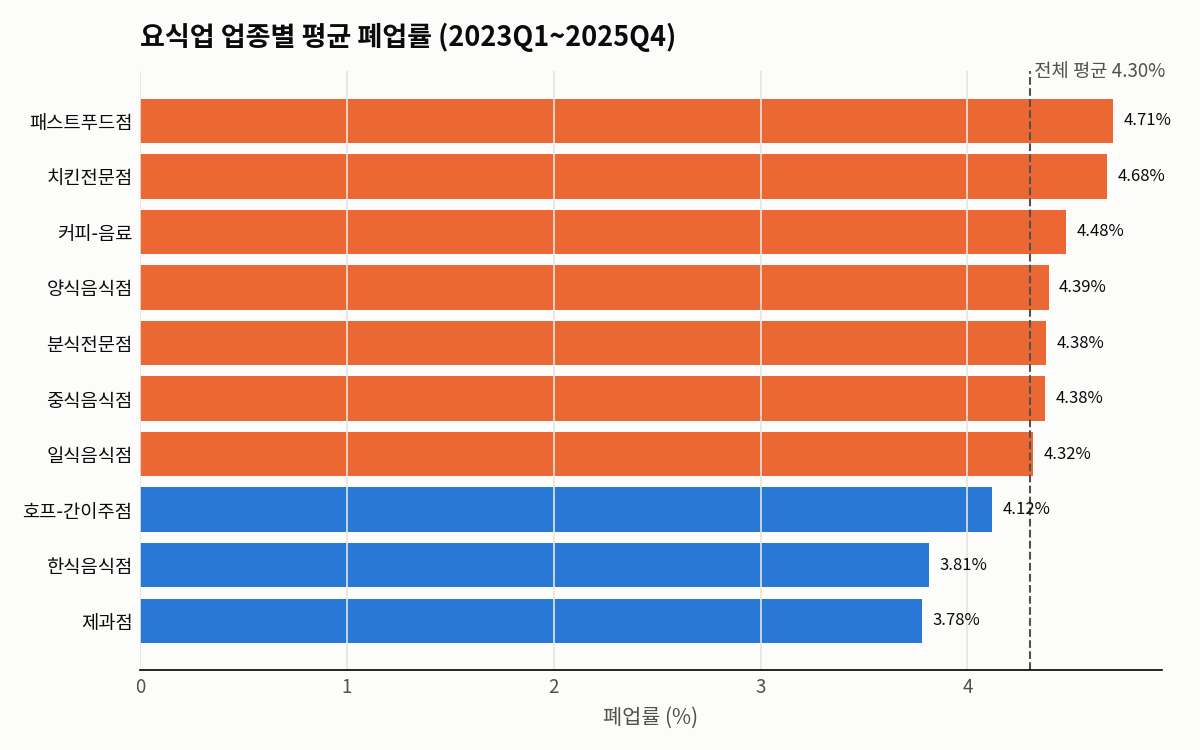 요식업 업종별 평균 폐업률 (2023Q1~2025Q4)
전체 평균 4.30%
패스트푸드점 4.71%
치킨전문점 4.68%
커피-음료 4.48%
양식음식점 4.39%
분식전문점 4.38%
중식음식점 4.38%
일식음식점 4.32%
호프-간이주점 4.12%
한식음식점 3.81%
제과점 3.78%
0 1 2 3 4
폐업률 (%)